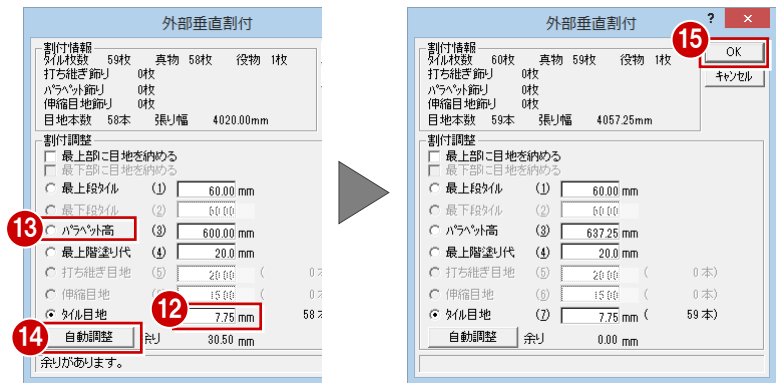 外部垂直割付
割付情報
タイル枚数 59枚 真物 58枚 役物 1枚
打ち継ぎ飾り 0枚
パラペット飾り 0枚
伸縮目地飾り 0枚
目地本数 58本 張り幅 4020.00mm
割付調整
最上部に目地を納める
最下部に目地を納める
最上段タイル (1) 60.00 mm
最下段タイル (2) 60.00
13 パラペット高 (3) 600.00 mm
最上階塗り代 (4) 20.0 mm
打ち継ぎ目地 (5) 20.00 ( 0
伸縮目地 15.00 ( 0
12
タイル目地 7.75 mm 58
14 自動調整 余り 30.50 mm
余りがあります。
外部垂直割付 ? ×
15 OK
キャンセル
割付情報
タイル枚数 60枚 真物 59枚 役物 1枚
打ち継ぎ飾り 0枚
パラペット飾り 0枚
伸縮目地飾り 0枚
目地本数 59本 張り幅 4057.25mm
割付調整
最上部に目地を納める
最下部に目地を納める
最上段タイル (1) 60.00 mm
最下段タイル (2) 60.00
パラペット高 (3) 637.25 mm
最上階塗り代 (4) 20.0 mm
打ち継ぎ目地 (5) 20.00 ( 0 本)
伸縮目地 (6) 15.00 ( 0 本)
タイル目地 (7) 7.75 mm ( 59 本)
自動調整 余り 0.00 mm